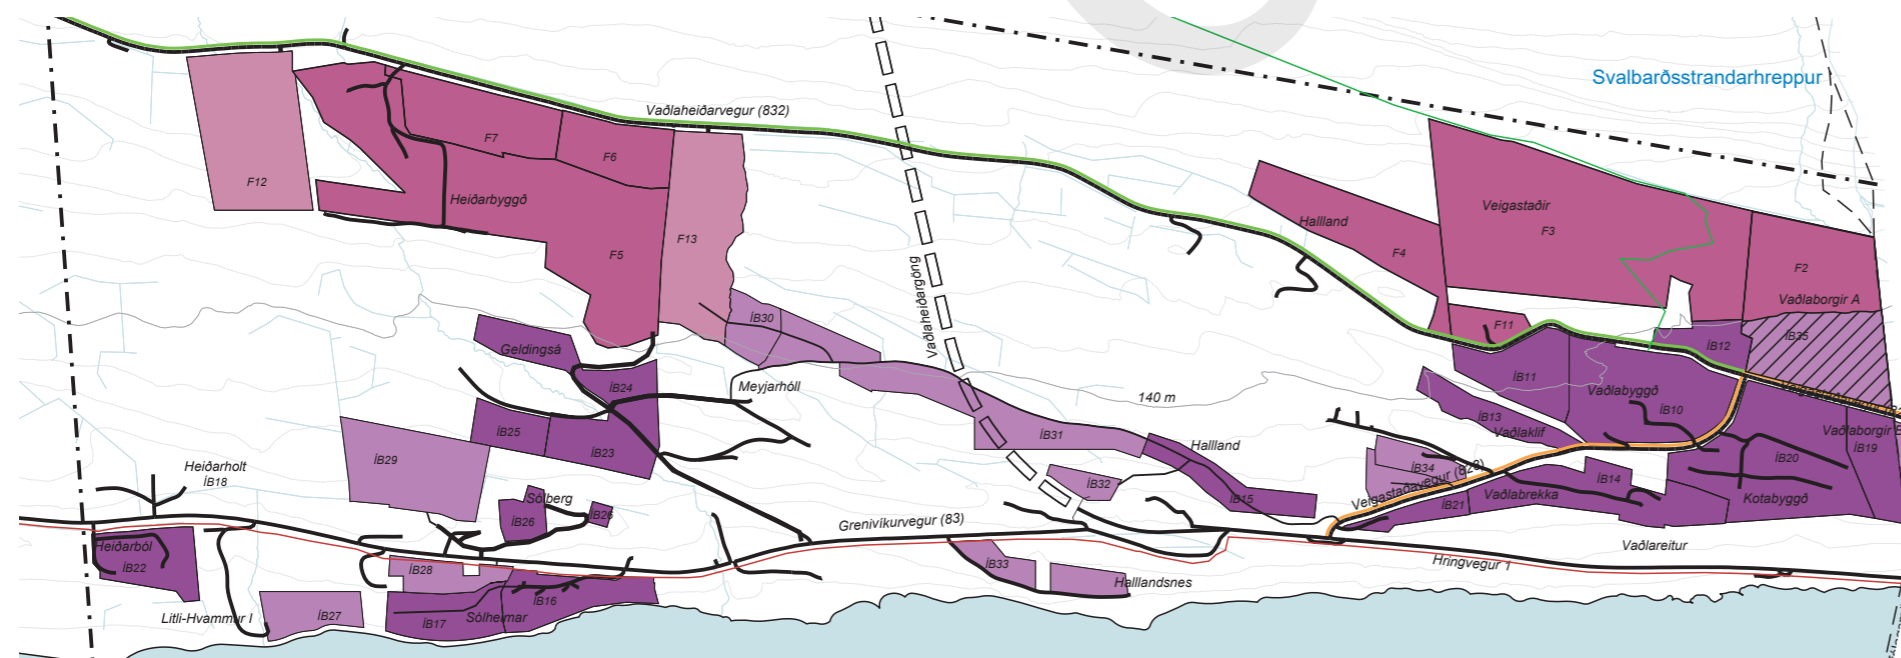 Svalbarðsstrandarhreppur
Vaðlaheiðarvegur (832)
F7
F6
F12
Heiðarbyggð
F5
F13
Vaðlaheiðargöng
Hallland
F4
Veigastaðir
F3
F2
Vaðlaborgir A
F11
ÍB30
ÍB35
ÍB12
Geldingsá
ÍB24
Meyjarhóll
140 m
ÍB11
Vaðlabyggð
ÍB10
ÍB13
Vaðlaklif
Vaðlaborgir B
ÍB19
ÍB25
ÍB23
ÍB31
Hallland
ÍB29
ÍB34
ÍB20
Heiðarholt
ÍB18
ÍB32
ÍB15
Veigastaðavegur (828)
ÍB14
Vaðlabrekka
ÍB21
Kotabyggð
Sólberg
ÍB26
ÍB26
Grenivíkurvegur (83)
Heiðarból
ÍB22
ÍB28
ÍB33
Halllandsnes
Hringvegur 1
Vaðlareitur
Litli-Hvammur I
ÍB27
ÍB17
Sólheimar
ÍB16